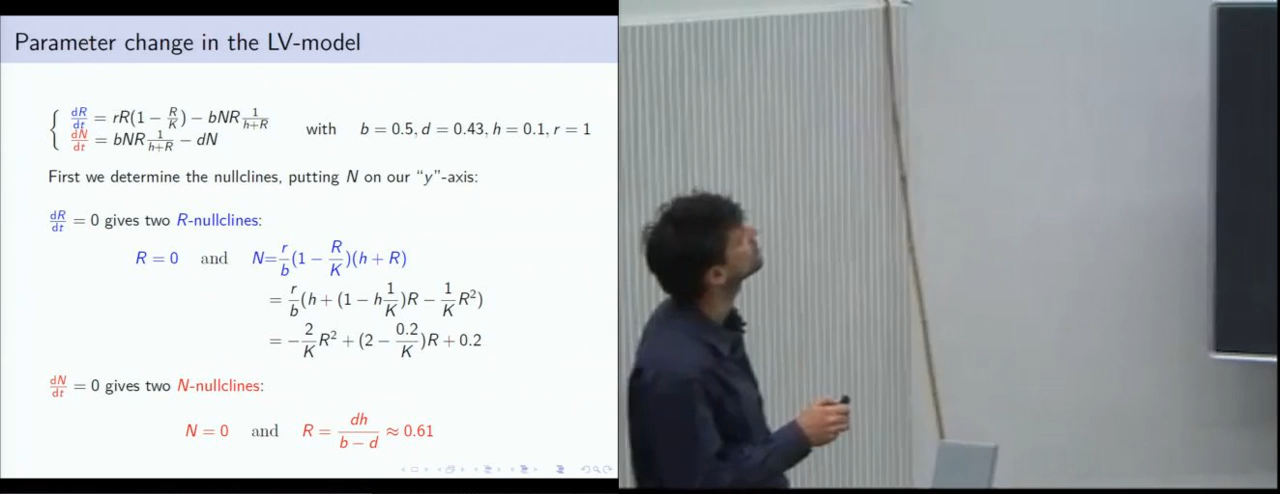 Parameter change in the LV-model
{ dR/dt = rR(1 − R/K) − bNR 1/(h+R)
dN/dt = bNR 1/(h+R) − dN with b = 0.5, d = 0.43, h = 0.1, r = 1
First we determine the nullclines, putting N on our “y”-axis:
dR/dt = 0 gives two R-nullclines:
R = 0 and N= r/b (1 − R/K)(h + R)
= r/b (h + (1 − h 1/K)R − 1/K R²)
= − 2/K R² + (2 − 0.2/K)R + 0.2
dN/dt = 0 gives two N-nullclines:
N = 0 and R = dh/(b − d) ≈ 0.61